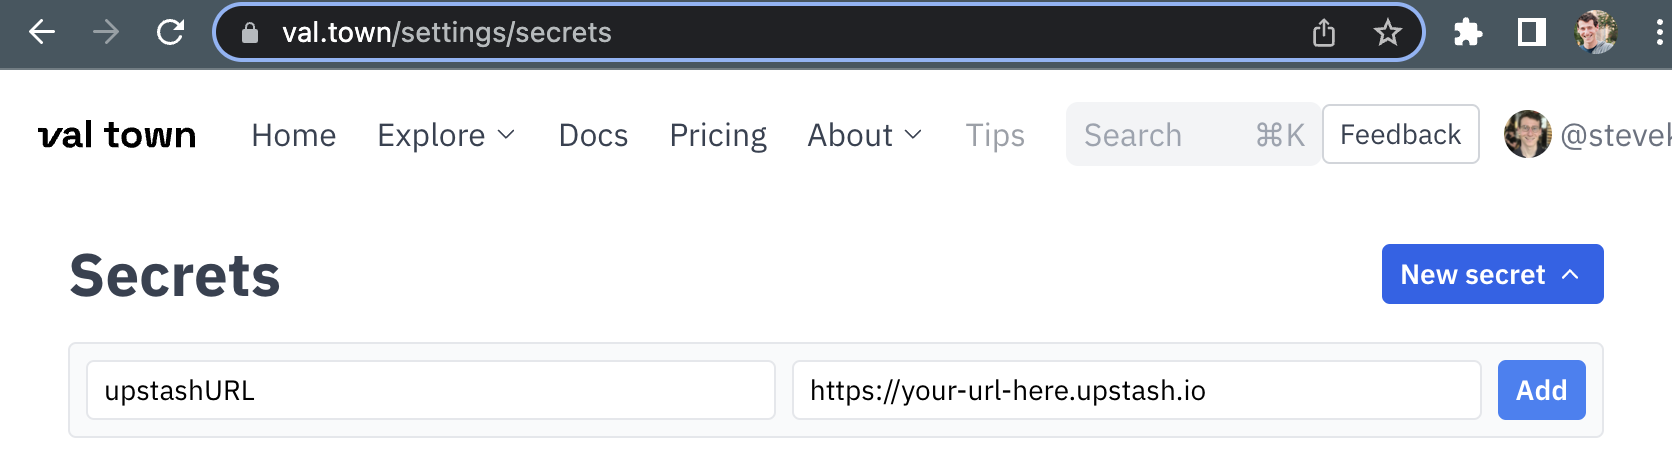 val.town/settings/secrets
val town Home Explore Docs Pricing About Tips Search ⌘K Feedback @stevek
Secrets New secret
upstashURL https://your-url-here.upstash.io Add